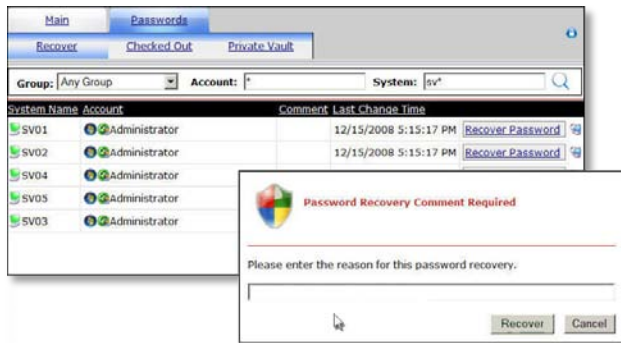 Main Passwords
Recover Checked Out Private Vault
Group: Any Group Account: * System: sv*
System Name Account Comment Last Change Time
SV01 Administrator 12/15/2008 5:15:17 PM Recover Password
SV02 Administrator 12/15/2008 5:15:17 PM Recover Password
SV04 Administrator
SV05 Administrator
SV03 Administrator
Password Recovery Comment Required
Please enter the reason for this password recovery.
Recover Cancel